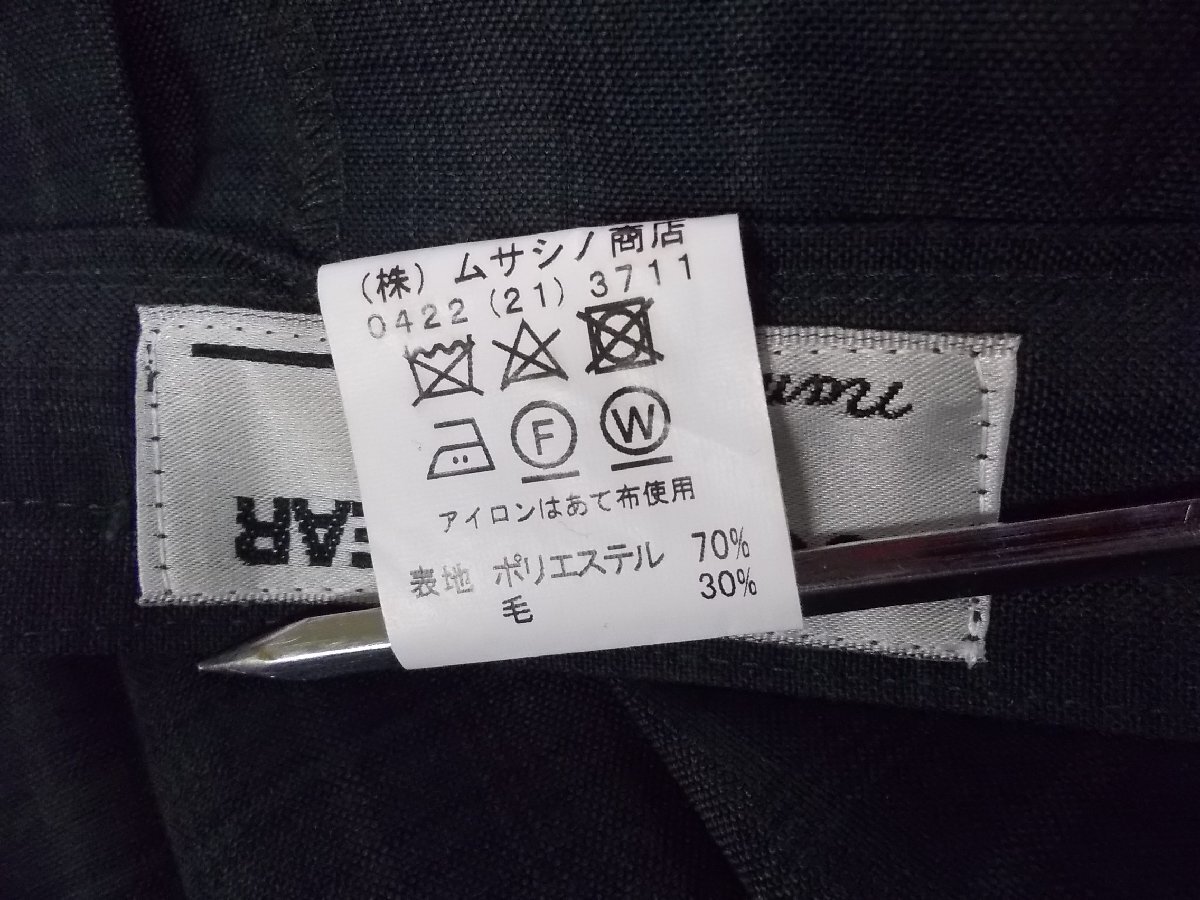 (株) ムサシノ商店
0422 (21) 3711
F W
アイロンはあて布使用
表地 ポリエステル 70%
毛 30%
EAR